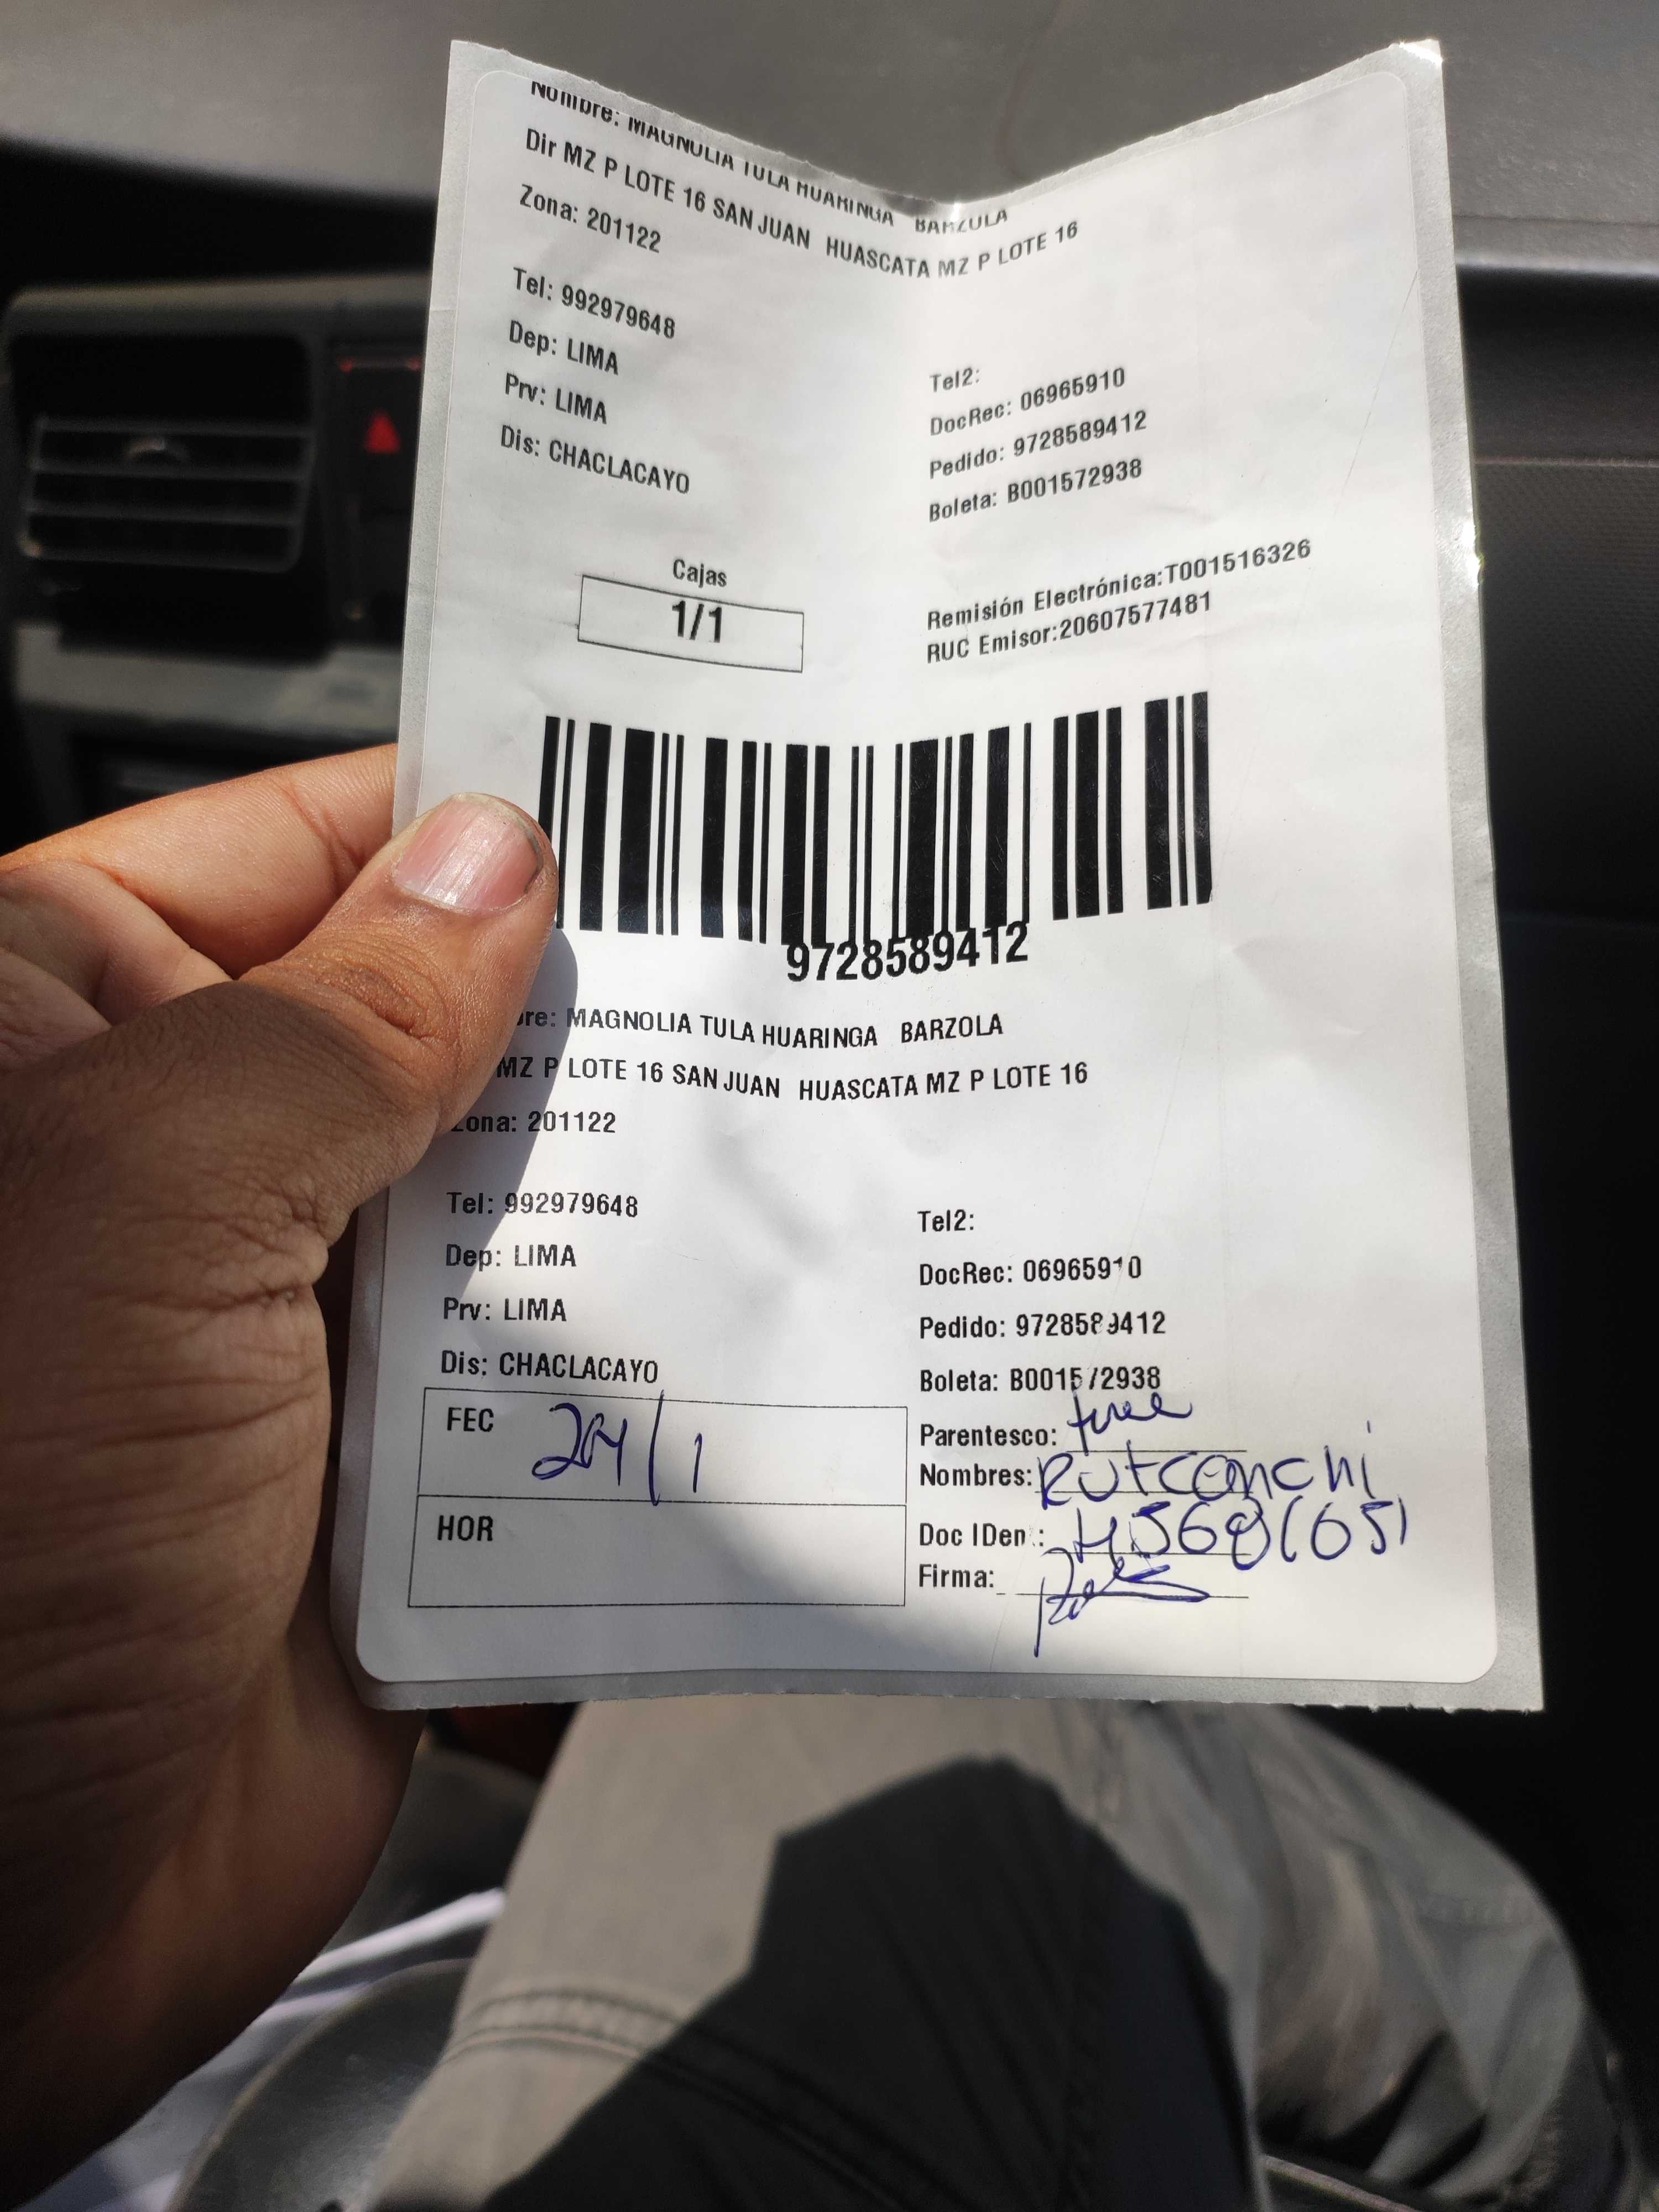 Nombre: MAGNOLIA TULA HUARINGA BARZOLA
Dir MZ P LOTE 16 SAN JUAN HUASCATA MZ P LOTE 16
Zona: 201122
Tel: 992979648
Tel2:
Dep: LIMA
DocRec: 06965910
Prv: LIMA
Pedido: 9728589412
Dis: CHACLACAYO
Boleta: B001572938
Cajas
1/1
Remisión Electrónica:T001516326
RUC Emisor:20607577481
9728589412
bre: MAGNOLIA TULA HUARINGA BARZOLA
MZ P LOTE 16 SAN JUAN HUASCATA MZ P LOTE 16
Zona: 201122
Tel: 992979648
Tel2:
Dep: LIMA
DocRec: 06965910
Prv: LIMA
Pedido: 9728589412
Dis: CHACLACAYO
Boleta: B001572938
FEC 24/1
Parentesco:
Nombres: Rut canchi
HOR
Doc IDen.:
Firma: